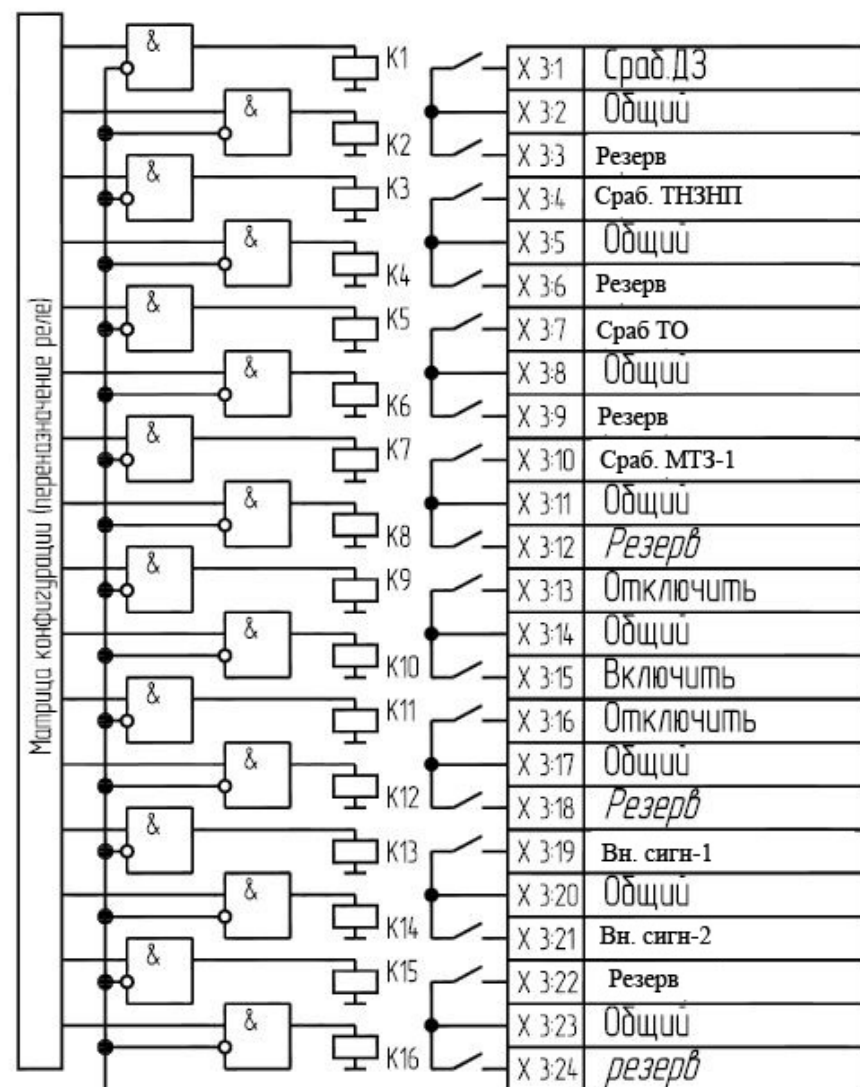 Матрица конфигурации (переназначение реле)
& K1
& K2
& K3
& K4
& K5
& K6
& K7
& K8
& K9
& K10
& K11
& K12
& K13
& K14
& K15
& K16
X 3:1 Сраб.ДЗ
X 3:2 Общий
X 3:3 Резерв
X 3:4 Сраб. ТНЗНП
X 3:5 Общий
X 3:6 Резерв
X 3:7 Сраб ТО
X 3:8 Общий
X 3:9 Резерв
X 3:10 Сраб. МТЗ-1
X 3:11 Общий
X 3:12 Резерв
X 3:13 Отключить
X 3:14 Общий
X 3:15 Включить
X 3:16 Отключить
X 3:17 Общий
X 3:18 Резерв
X 3:19 Вн. сигн-1
X 3:20 Общий
X 3:21 Вн. сигн-2
X 3:22 Резерв
X 3:23 Общий
X 3:24 резерв